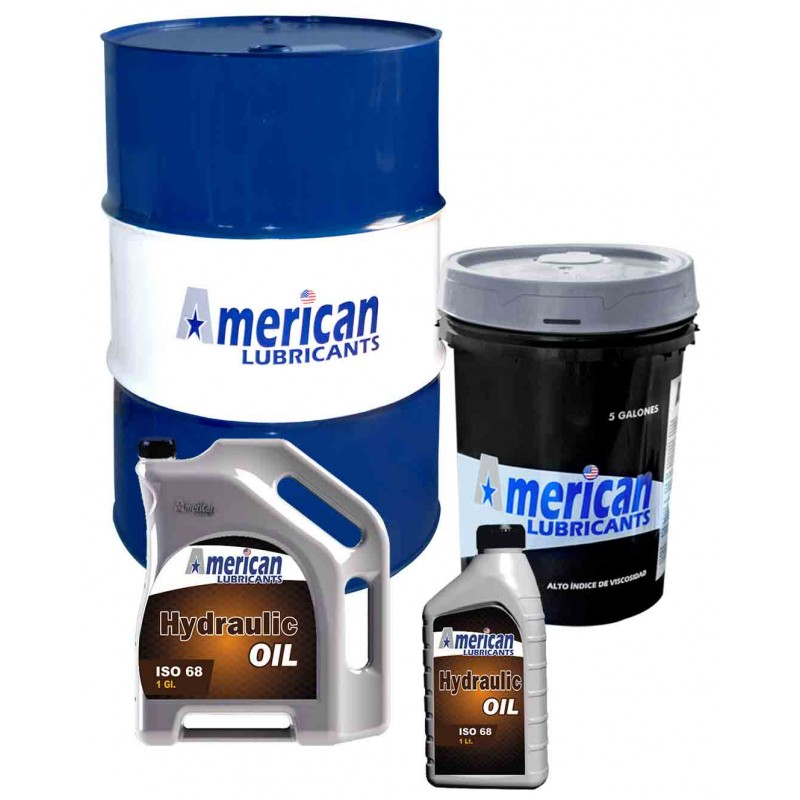 American
LUBRICANTS
5 GALONES
American
LUBRICANTS
ALTO ÍNDICE DE VISCOSIDAD
American
American
LUBRICANTS
Hydraulic
OIL
ISO 68
1 Gl.
American
LUBRICANTS
Hydraulic
OIL
ISO 68
1 Lt.